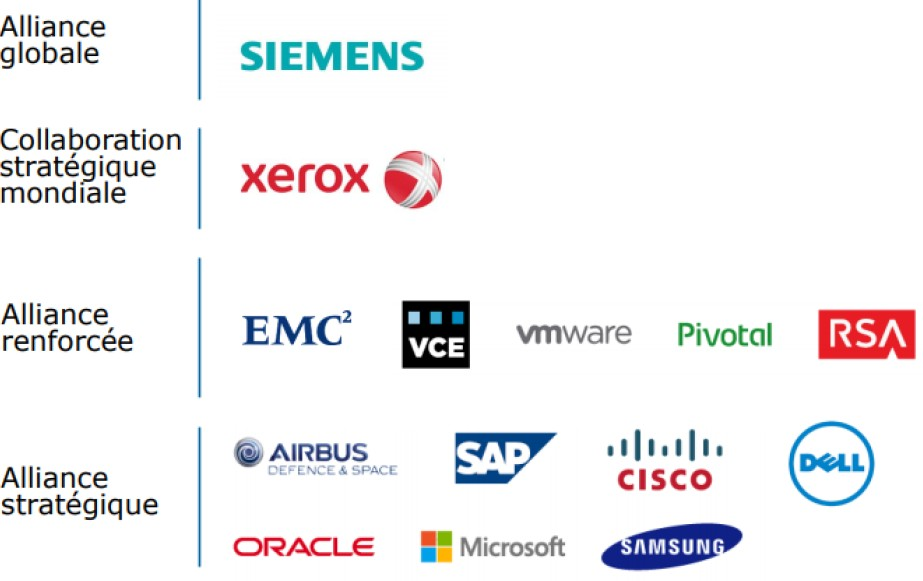 Alliance
globale
SIEMENS
Collaboration
stratégique
mondiale
xerox
Alliance
renforcée
EMC²
VCE
vmware
Pivotal
RSA
Alliance
stratégique
AIRBUS
DEFENCE & SPACE
SAP
CISCO
DELL
ORACLE
Microsoft
SAMSUNG